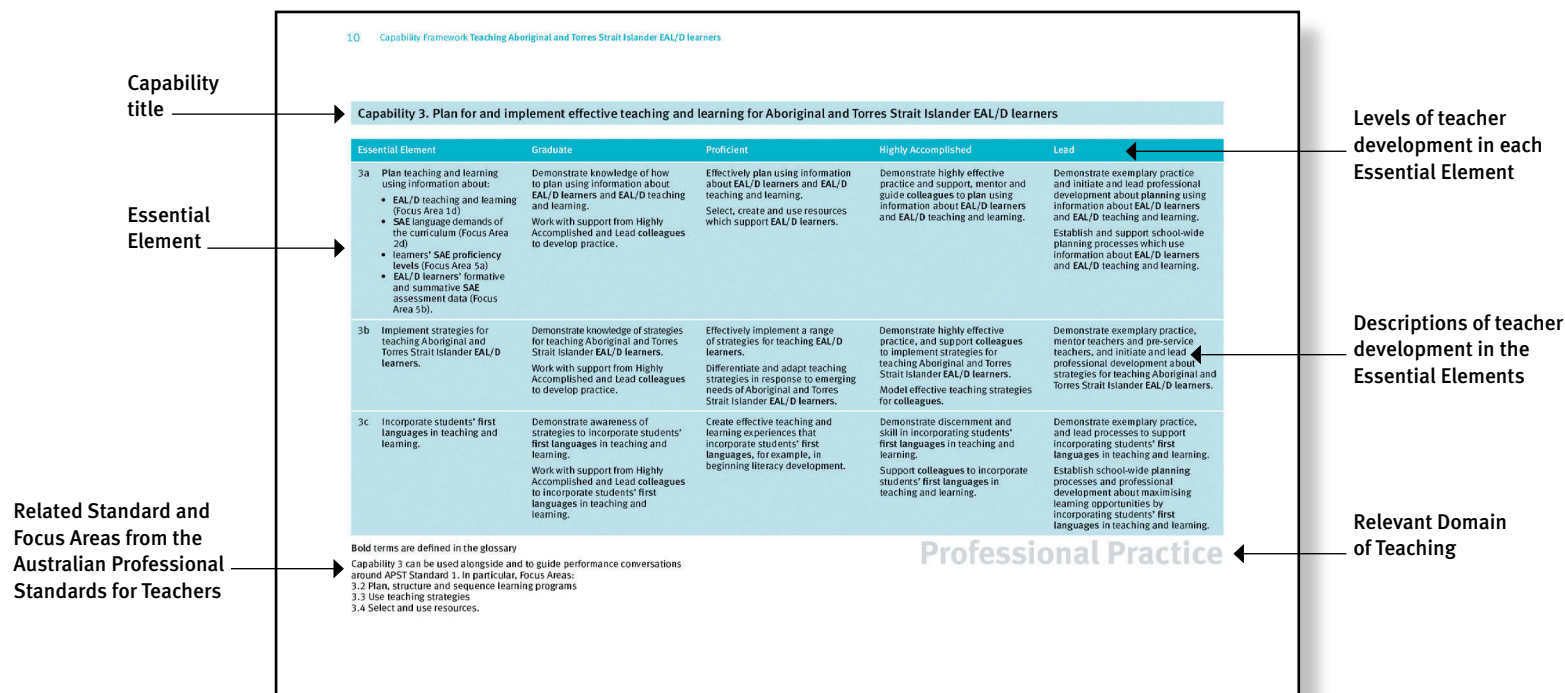 10 Capability Framework Teaching Aboriginal and Torres Strait Islander EAL/D learners
Capability
title
Capability 3. Plan for and implement effective teaching and learning for Aboriginal and Torres Strait Islander EAL/D learners
Levels of teacher
development in each
Essential Element
Essential Element Graduate Proficient Highly Accomplished Lead
Essential
Element
3a Plan teaching and learning
using information about:
• EAL/D teaching and learning
(Focus Area 1d)
• SAE language demands of
the curriculum (Focus Area
2d)
• learners' SAE proficiency
levels (Focus Area 5a)
• EAL/D learners' formative
and summative SAE
assessment data (Focus
Area 5b).
Demonstrate knowledge of how
to plan using information about
EAL/D learners and EAL/D teaching
and learning.
Work with support from Highly
Accomplished and Lead colleagues
to develop practice.
Effectively plan using information
about EAL/D learners and EAL/D
teaching and learning.
Select, create and use resources
which support EAL/D learners.
Demonstrate highly effective
practice and support, mentor and
guide colleagues to plan using
information about EAL/D learners
and EAL/D teaching and learning.
Demonstrate exemplary practice
and initiate and lead professional
development about planning using
information about EAL/D learners
and EAL/D teaching and learning.
Establish and support school-wide
planning processes which use
information about EAL/D learners
and EAL/D teaching and learning.
3b Implement strategies for
teaching Aboriginal and
Torres Strait Islander EAL/D
learners.
Demonstrate knowledge of strategies
for teaching Aboriginal and Torres
Strait Islander EAL/D learners.
Work with support from Highly
Accomplished and Lead colleagues
to develop practice.
Effectively implement a range
of strategies for teaching EAL/D
learners.
Differentiate and adapt teaching
strategies in response to emerging
needs of Aboriginal and Torres
Strait Islander EAL/D learners.
Demonstrate highly effective
practice, and support colleagues
to implement strategies for
teaching Aboriginal and Torres
Strait Islander EAL/D learners.
Model effective teaching strategies
for colleagues.
Demonstrate exemplary practice,
mentor teachers and pre-service
teachers, and initiate and lead
professional development about
strategies for teaching Aboriginal and
Torres Strait Islander EAL/D learners.
Descriptions of teacher
development in the
Essential Elements
3c Incorporate students' first
languages in teaching and
learning.
Demonstrate awareness of
strategies to incorporate students'
first languages in teaching and
learning.
Work with support from Highly
Accomplished and Lead colleagues
to incorporate students' first
languages in teaching and
learning.
Create effective teaching and
learning experiences that
incorporate students' first
languages, for example, in
beginning literacy development.
Demonstrate discernment and
skill in incorporating students'
first languages in teaching and
learning.
Support colleagues to incorporate
students' first languages in
teaching and learning.
Demonstrate exemplary practice,
and lead processes to support
incorporating students' first
languages in teaching and learning.
Establish school-wide planning
processes and professional
development about maximising
learning opportunities by
incorporating students' first
languages in teaching and learning.
Related Standard and
Focus Areas from the
Australian Professional
Standards for Teachers
Bold terms are defined in the glossary
Capability 3 can be used alongside and to guide performance conversations
around APST Standard 1. In particular, Focus Areas:
3.2 Plan, structure and sequence learning programs
3.3 Use teaching strategies
3.4 Select and use resources.
Professional Practice
Relevant Domain
of Teaching